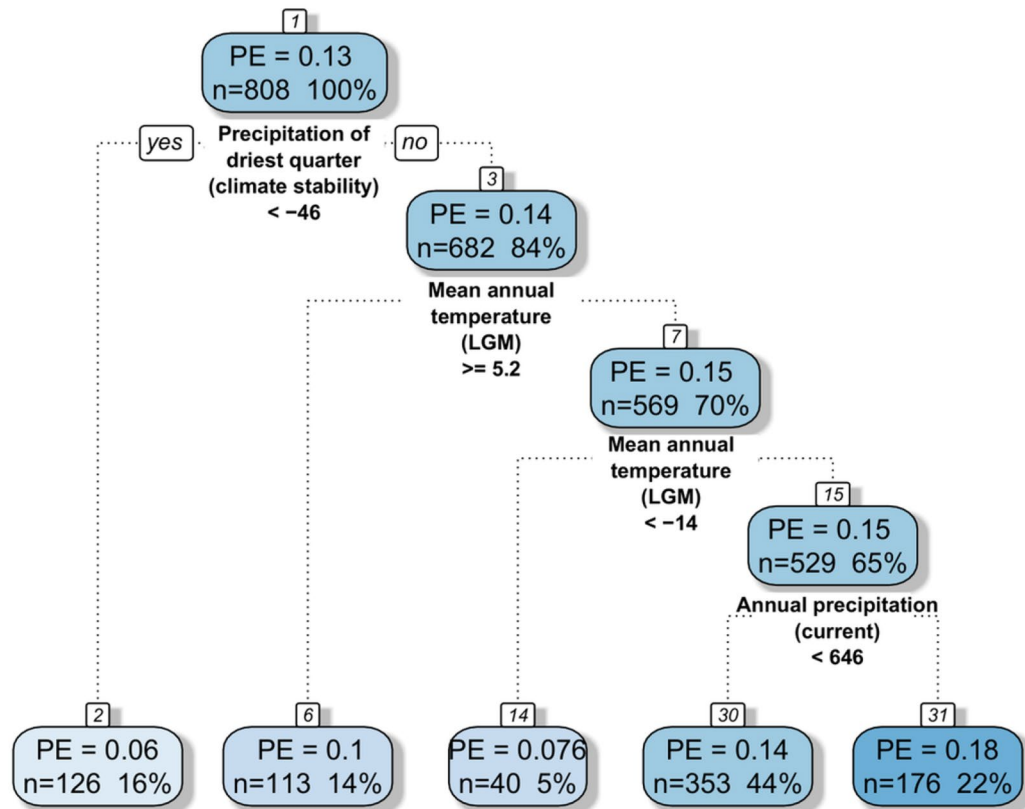 1
PE = 0.13
n=808 100%
yes
Precipitation of
driest quarter
(climate stability)
< −46
no
3
PE = 0.14
n=682 84%
Mean annual
temperature
(LGM)
>= 5.2
7
PE = 0.15
n=569 70%
Mean annual
temperature
(LGM)
< −14
15
PE = 0.15
n=529 65%
Annual precipitation
(current)
< 646
2
PE = 0.06
n=126 16%
6
PE = 0.1
n=113 14%
14
PE = 0.076
n=40 5%
30
PE = 0.14
n=353 44%
31
PE = 0.18
n=176 22%